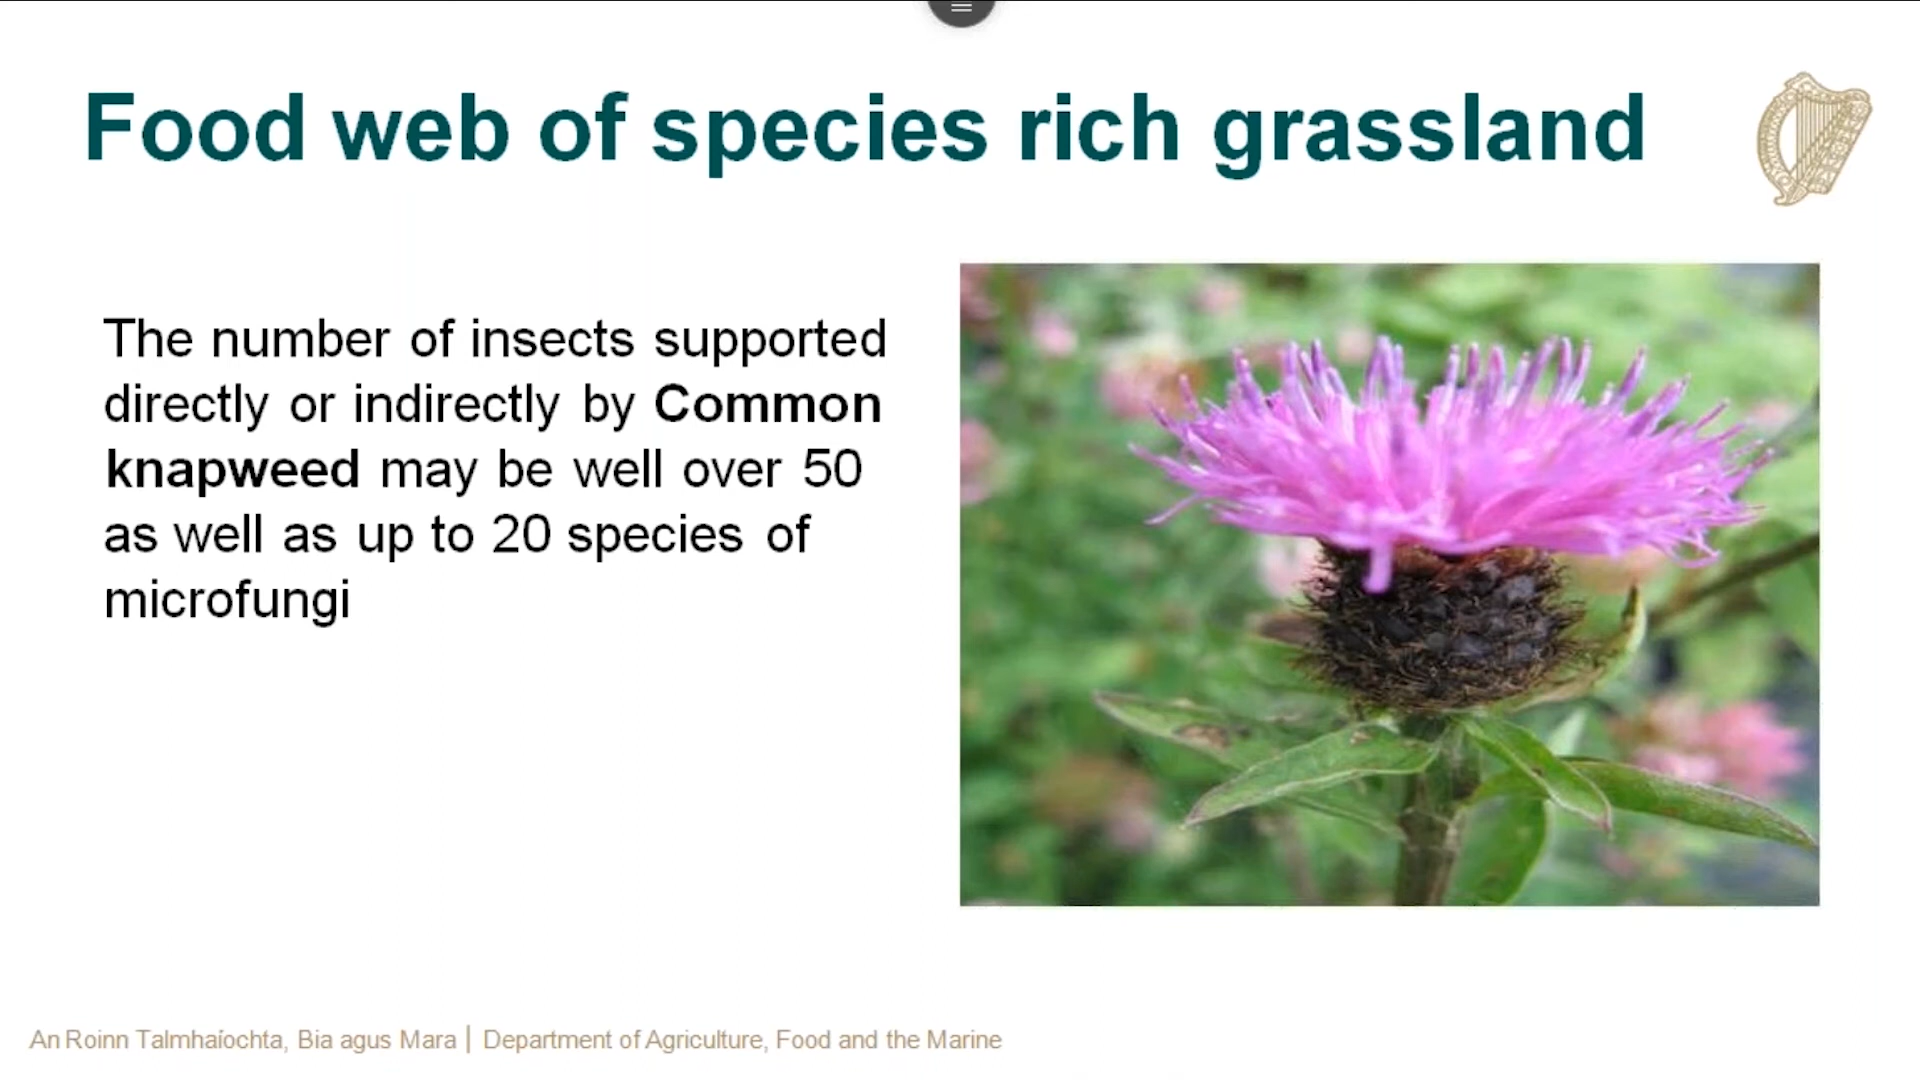 Food web of species rich grassland
The number of insects supported
directly or indirectly by Common
knapweed may be well over 50
as well as up to 20 species of
microfungi
An Roinn Talmhaíochta, Bia agus Mara | Department of Agriculture, Food and the Marine